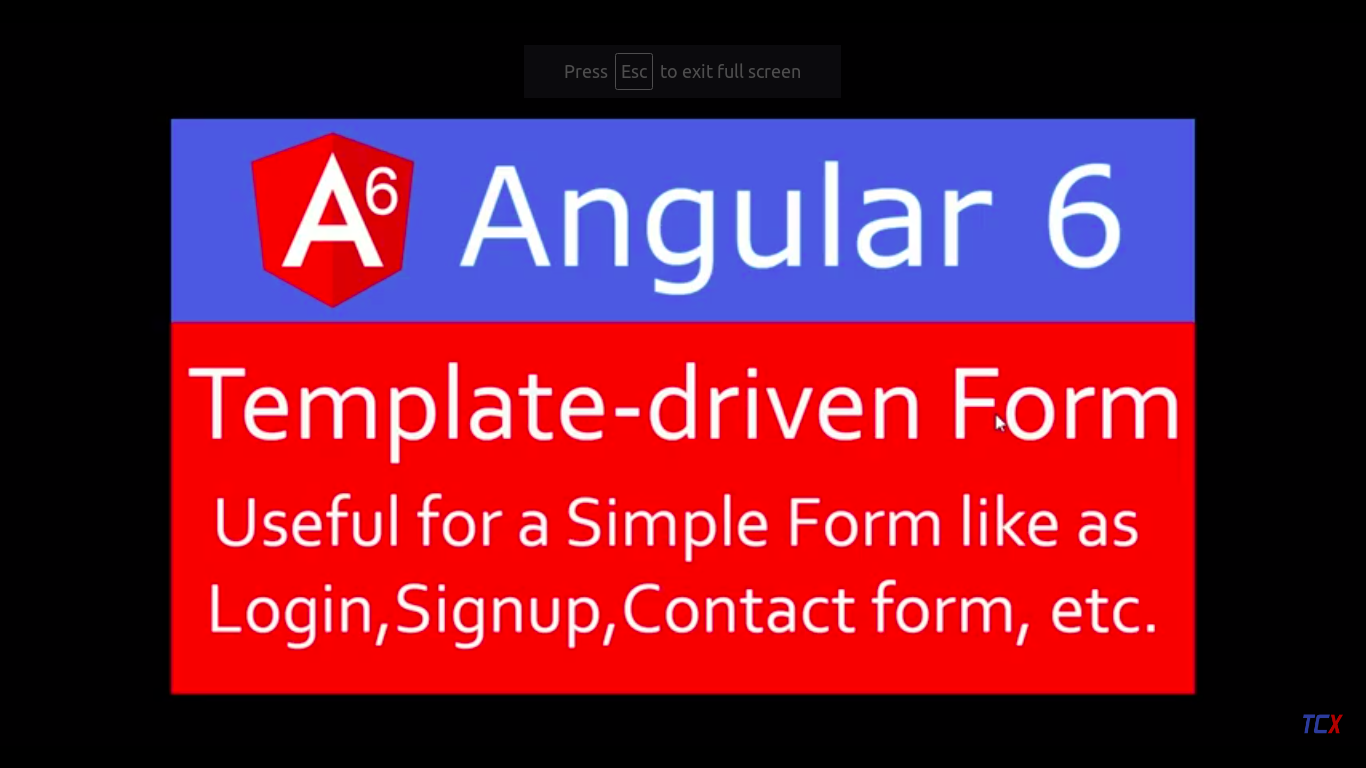 Press Esc to exit full screen
A6 Angular 6
Template-driven Form
Useful for a Simple Form like as
Login,Signup,Contact form, etc.
TCX